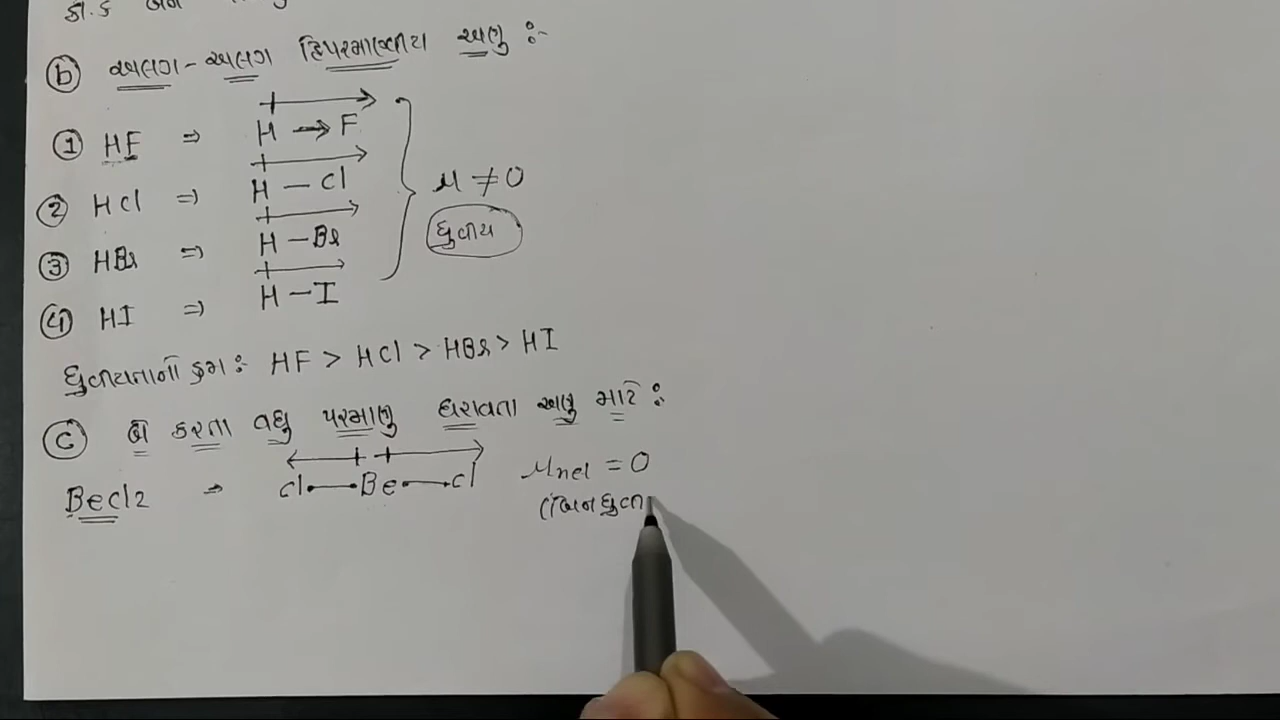 ⓑ અલગ-અલગ દ્વિપરમાણ્વીય અણુ :-
① HF ⇒ H → F
② HCl ⇒ H — Cl
③ HBr ⇒ H — Br
④ HI ⇒ H — I
μ ≠ 0
ધ્રુવીય
ધ્રુવીયતાનો ક્રમ : HF > HCl > HBr > HI
ⓒ બે કરતા વધુ પરમાણુ ધરાવતા અણુ માટે :
BeCl2 ⇒ Cl—Be—Cl μnet = 0